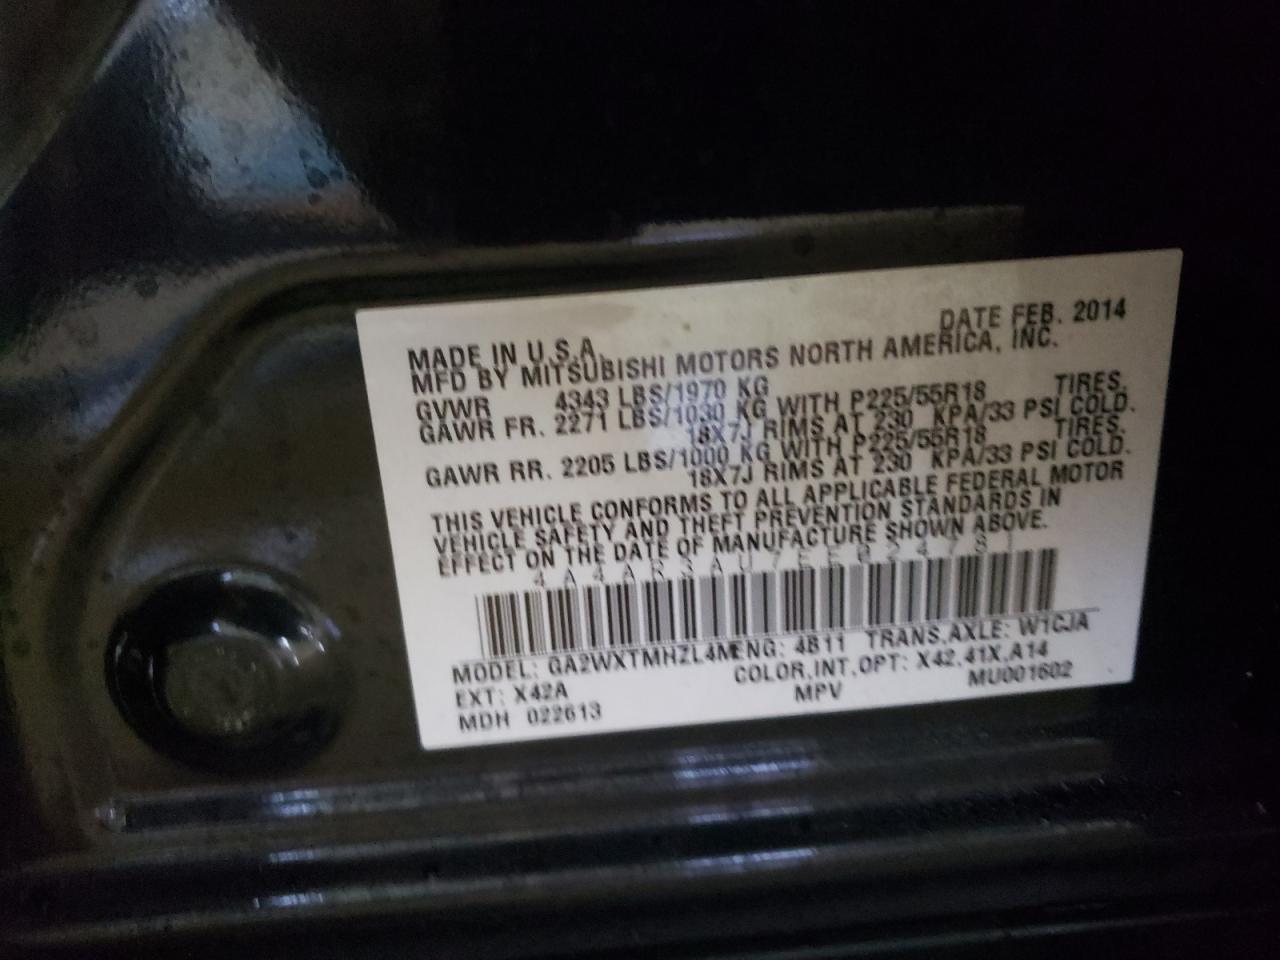 DATE FEB. 2014
MADE IN U.S.A.
MFD BY MITSUBISHI MOTORS NORTH AMERICA, INC.
GVWR 4343 LBS/1970 KG
GAWR FR. 2271 LBS/1030 KG WITH P225/55R18 TIRES,
18X7J RIMS AT 230 KPA/33 PSI COLD.
GAWR RR. 2205 LBS/1000 KG WITH P225/55R18 TIRES,
18X7J RIMS AT 230 KPA/33 PSI COLD.
THIS VEHICLE CONFORMS TO ALL APPLICABLE FEDERAL MOTOR
VEHICLE SAFETY AND THEFT PREVENTION STANDARDS IN
EFFECT ON THE DATE OF MANUFACTURE SHOWN ABOVE.
4A4AR3AU7EE024731
MODEL: GA2WXTMHZL4M ENG: 4B11 TRANS,AXLE: W1CJA
EXT: X42A COLOR,INT,OPT: X42,41X,A14
MDH 022613 MPV MU001602